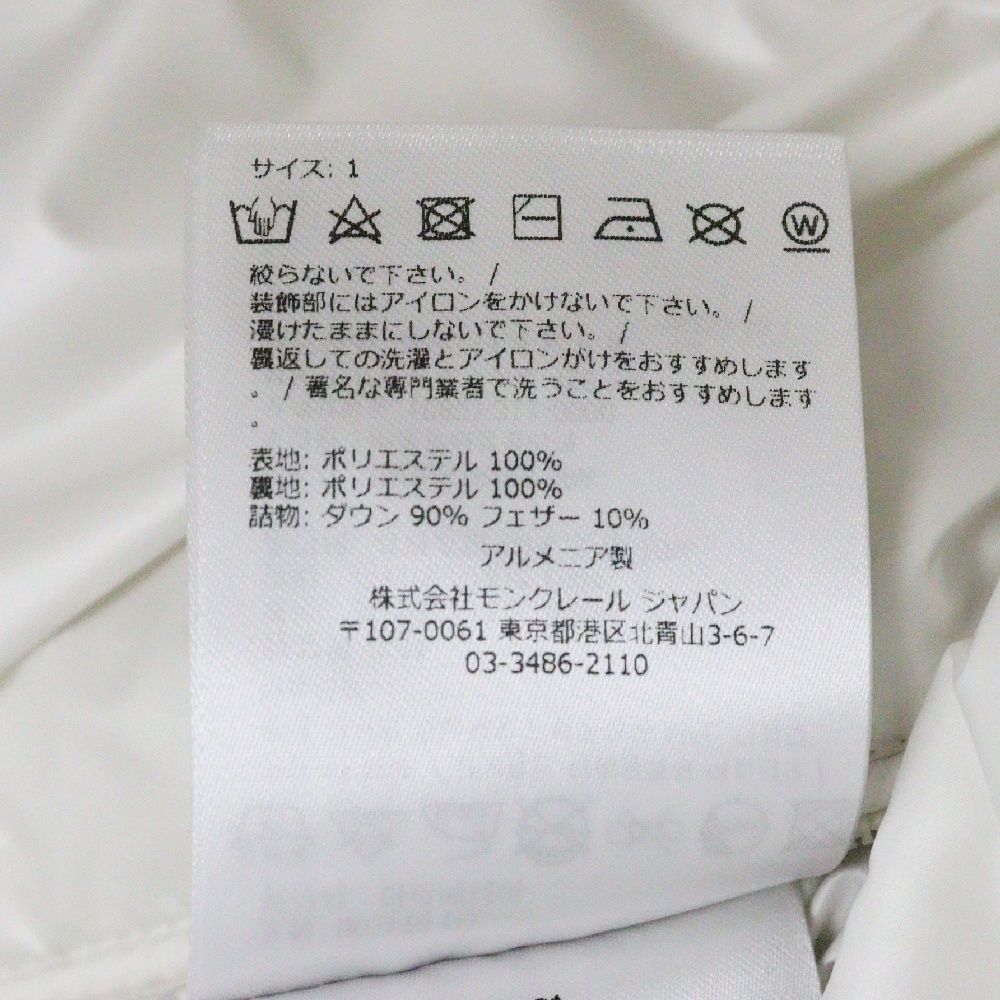 サイズ: 1
W
絞らないで下さい。 /
装飾部にはアイロンをかけないで下さい。 /
漫けたままにしないで下さい。 /
裏返しての洗濯とアイロンがけをおすすめします
。 / 著名な専門業者で洗うことをおすすめします
。
表地: ポリエステル 100%
裏地: ポリエステル 100%
詰物: ダウン 90% フェザー 10%
アルメニア製
株式会社モンクレール ジャパン
〒107-0061 東京都港区北青山3-6-7
03-3486-2110